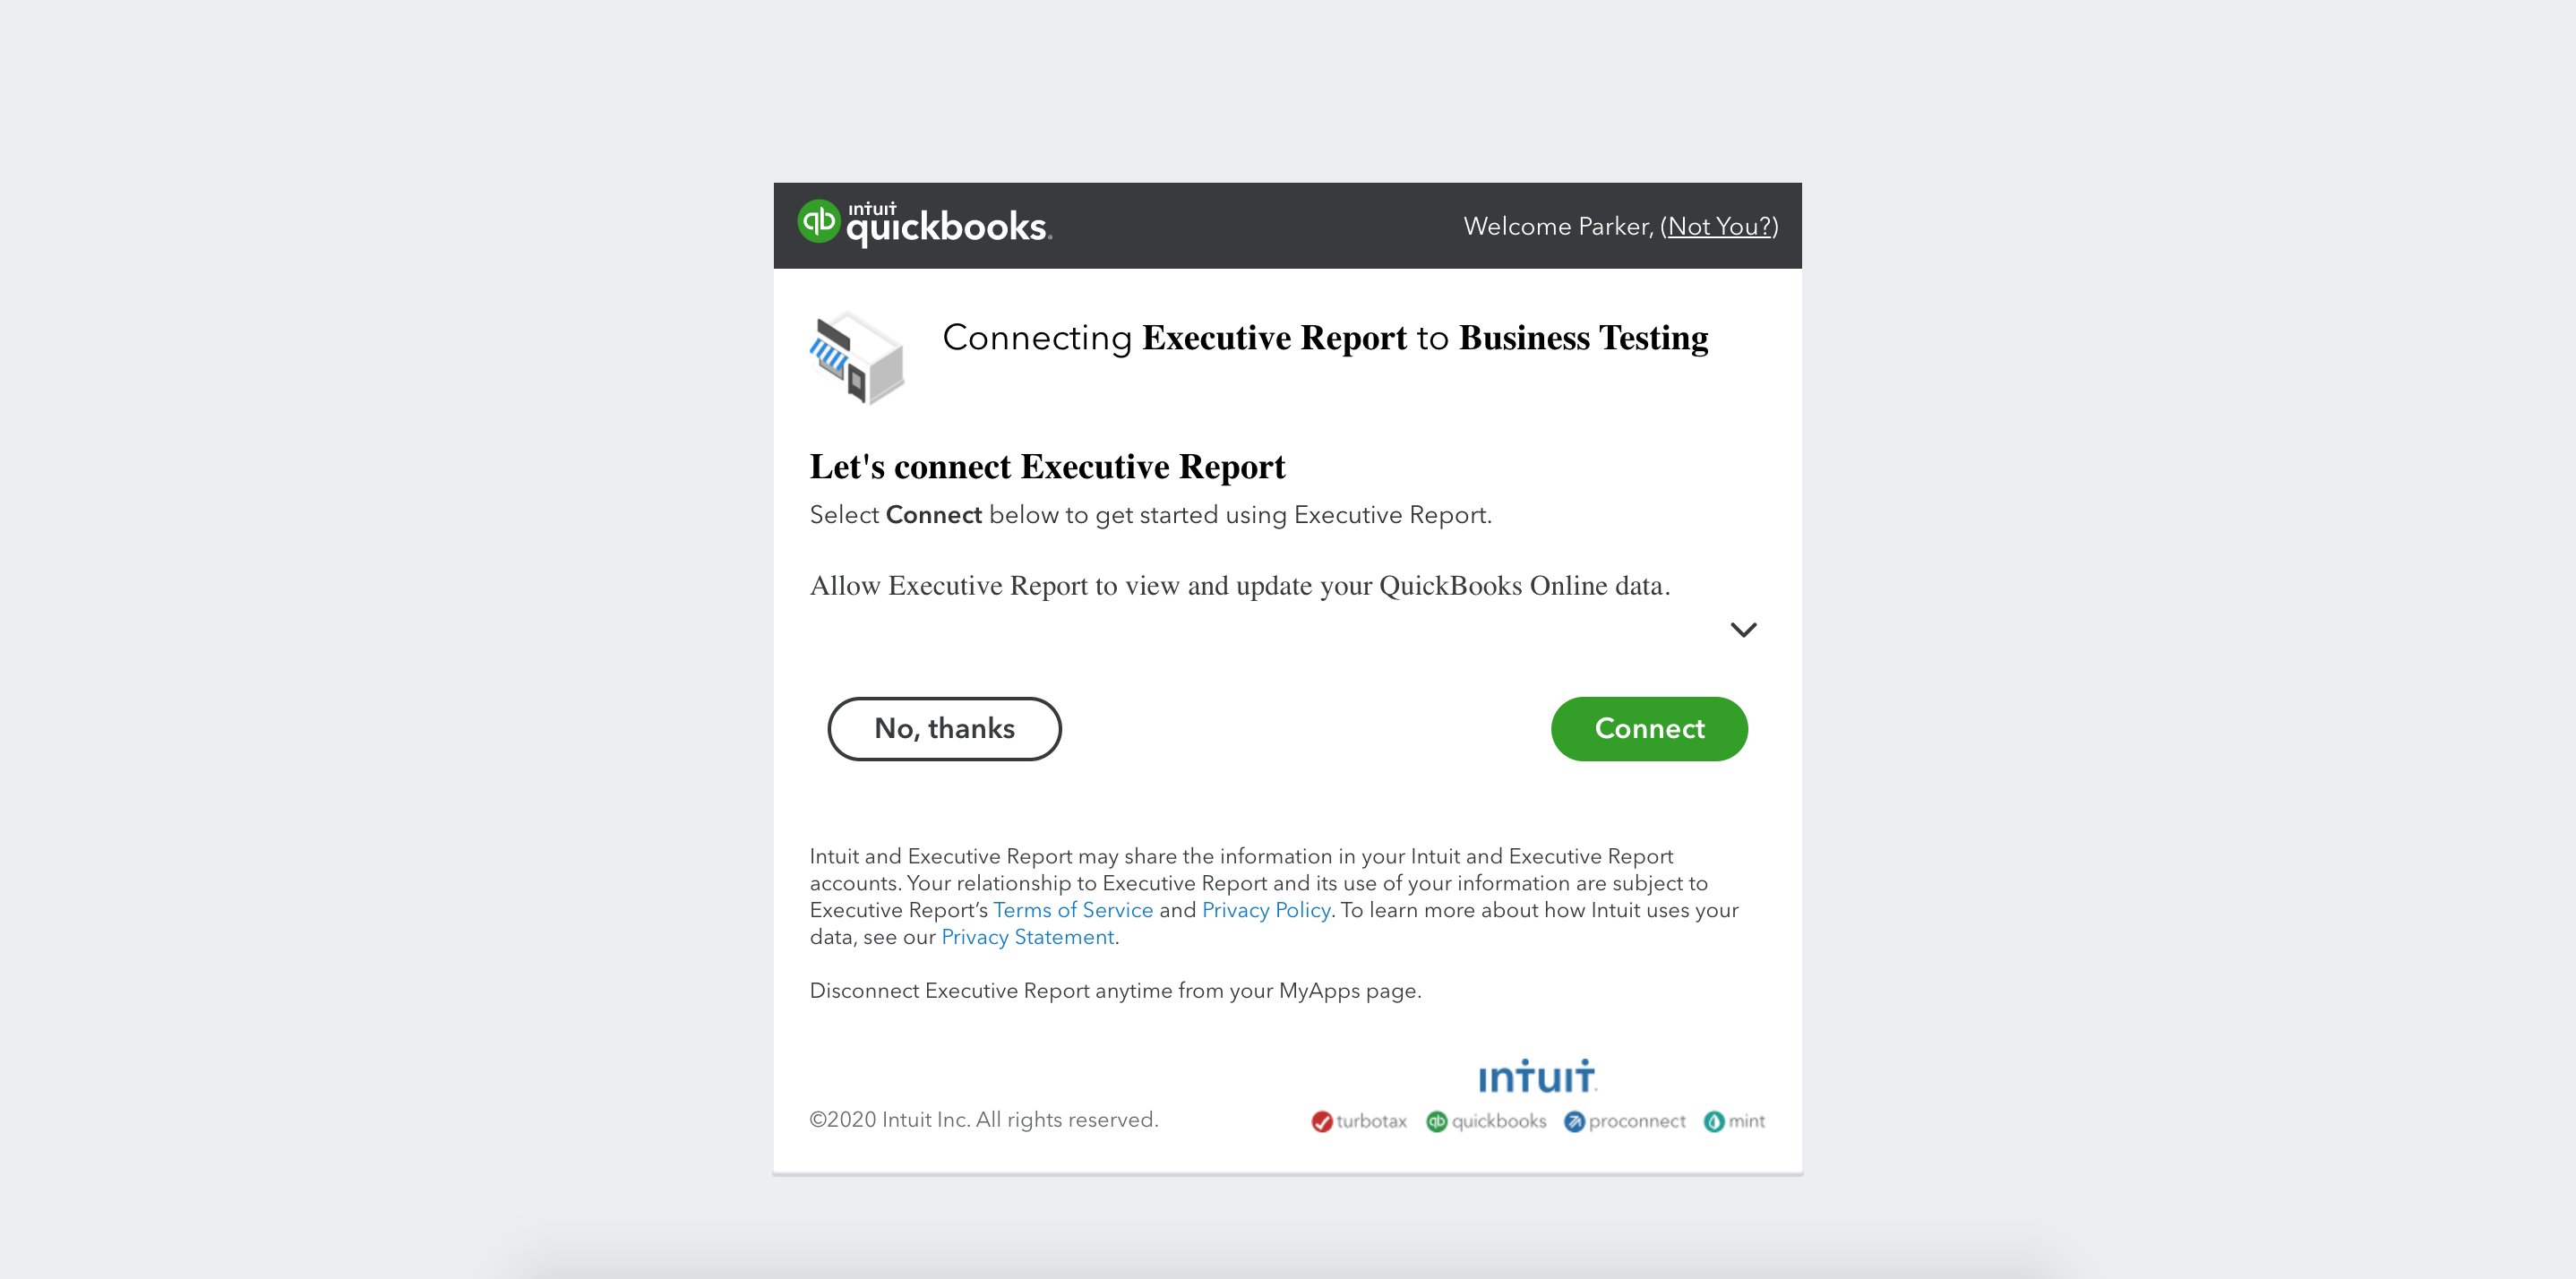 intuit
quickbooks.
Welcome Parker, (Not You?)
Connecting Executive Report to Business Testing
Let's connect Executive Report
Select Connect below to get started using Executive Report.
Allow Executive Report to view and update your QuickBooks Online data.
No, thanks
Connect
Intuit and Executive Report may share the information in your Intuit and Executive Report
accounts. Your relationship to Executive Report and its use of your information are subject to
Executive Report’s Terms of Service and Privacy Policy. To learn more about how Intuit uses your
data, see our Privacy Statement.
Disconnect Executive Report anytime from your MyApps page.
intuit.
©2020 Intuit Inc. All rights reserved.
turbotax quickbooks proconnect mint